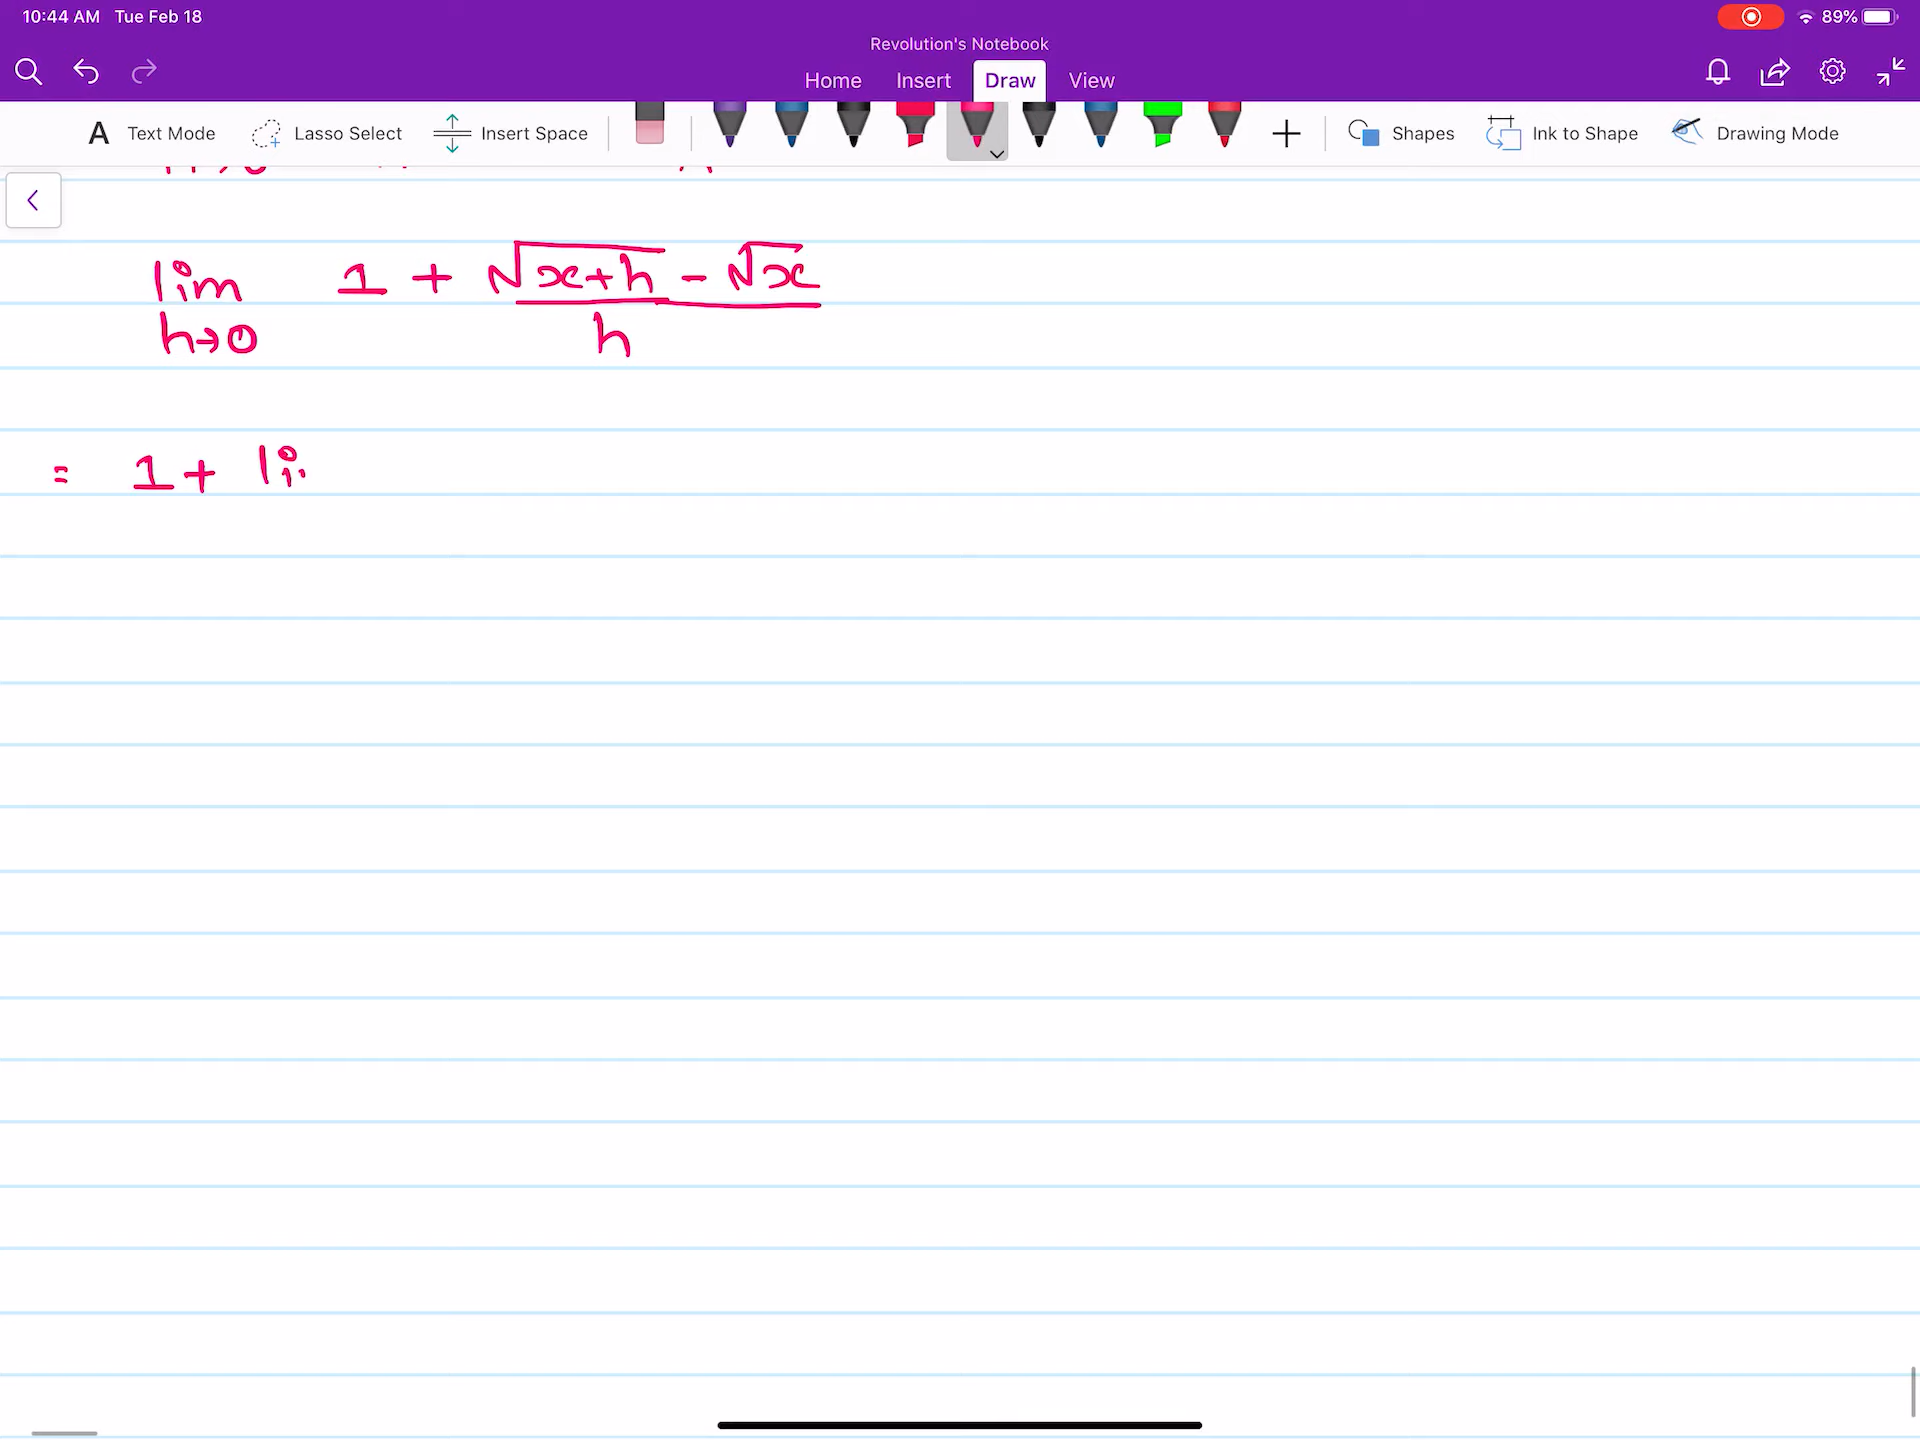 10:44 AM Tue Feb 18
89%
Revolution's Notebook
Home Insert Draw View
A Text Mode Lasso Select Insert Space Shapes Ink to Shape Drawing Mode
lim 1 + √x+h - √x
h→0 h
= 1 +